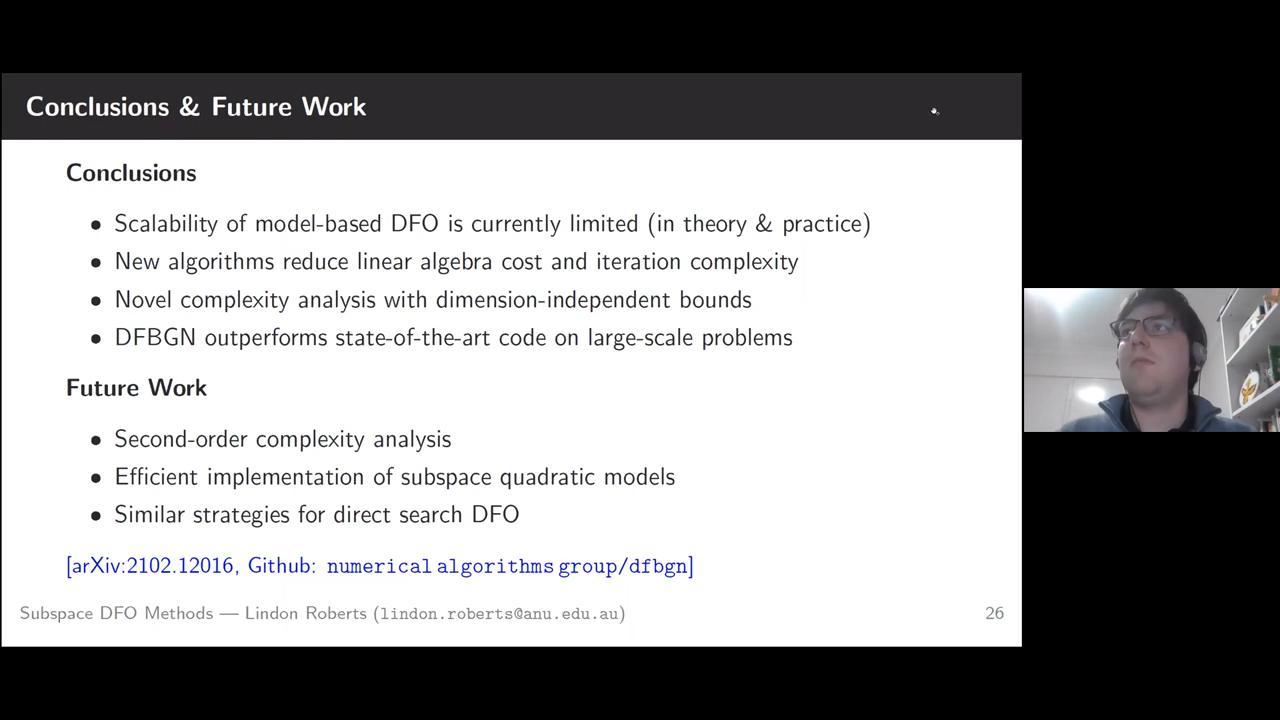 Conclusions & Future Work
Conclusions
• Scalability of model-based DFO is currently limited (in theory & practice)
• New algorithms reduce linear algebra cost and iteration complexity
• Novel complexity analysis with dimension-independent bounds
• DFBGN outperforms state-of-the-art code on large-scale problems
Future Work
• Second-order complexity analysis
• Efficient implementation of subspace quadratic models
• Similar strategies for direct search DFO
[arXiv:2102.12016, Github: numericalalgorithmsgroup/dfbgn]
Subspace DFO Methods — Lindon Roberts (lindon.roberts@anu.edu.au)
26